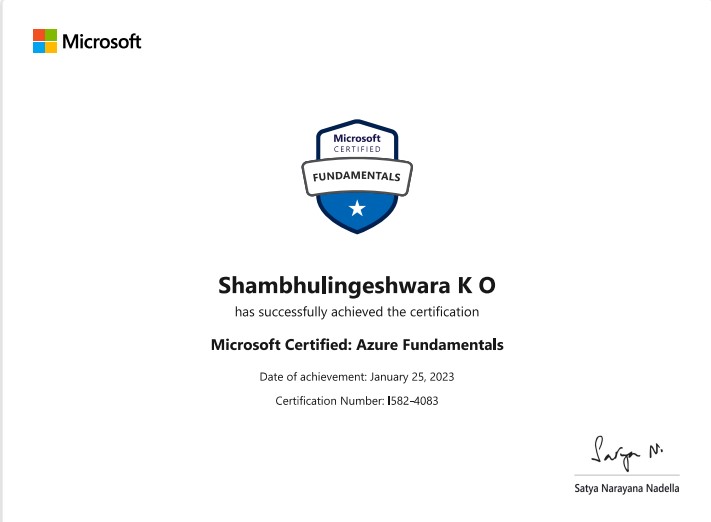 Microsoft
Microsoft
CERTIFIED
FUNDAMENTALS
Shambhulingeshwara K O
has successfully achieved the certification
Microsoft Certified: Azure Fundamentals
Date of achievement: January 25, 2023
Certification Number: I582-4083
Satya N.
Satya Narayana Nadella